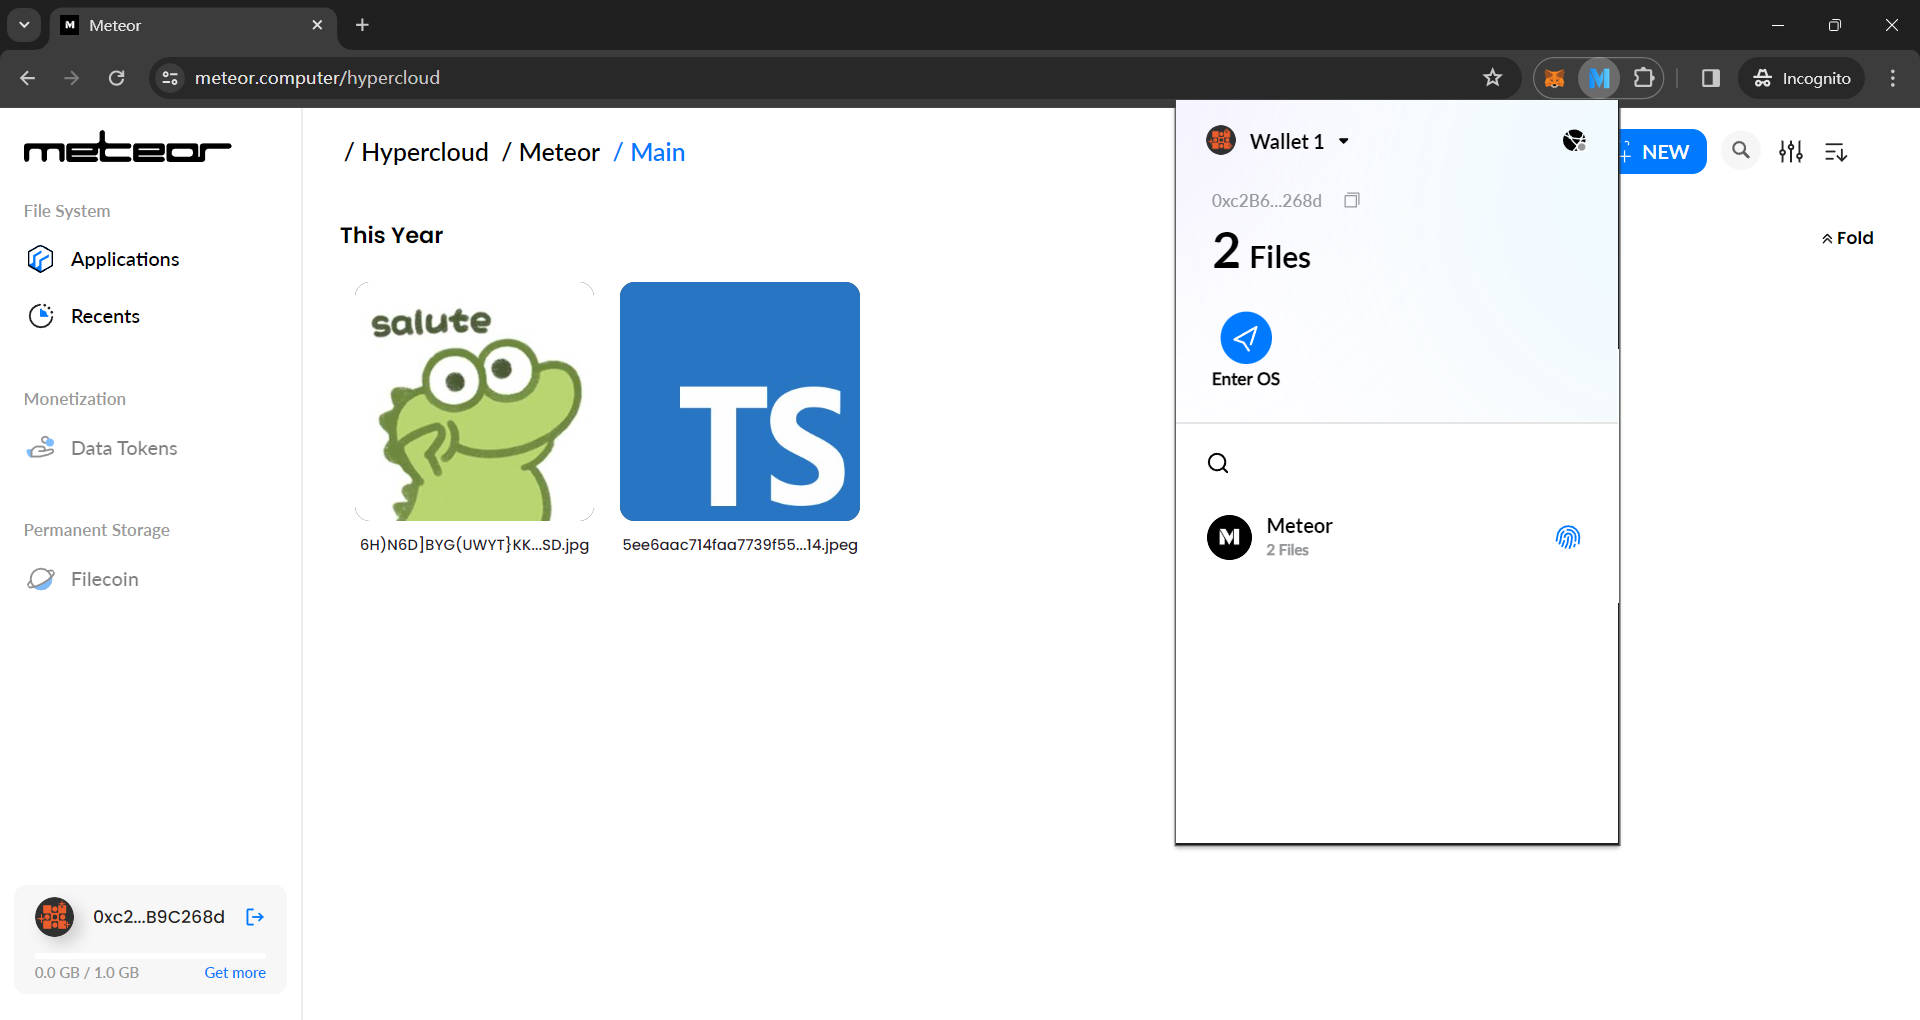 Meteor
meteor.computer/hypercloud
Incognito
meteor
File System
Applications
Recents
Monetization
Data Tokens
Permanent Storage
Filecoin
0xc2...B9C268d
0.0 GB / 1.0 GB
Get more
/ Hypercloud / Meteor / Main
NEW
This Year
Fold
salute
6H)N6D]BYG(UWYT}KK...SD.jpg
TS
5ee6aac714faa7739f55...14.jpeg
Wallet 1
0xc2B6...268d
2 Files
Enter OS
M
Meteor
2 Files